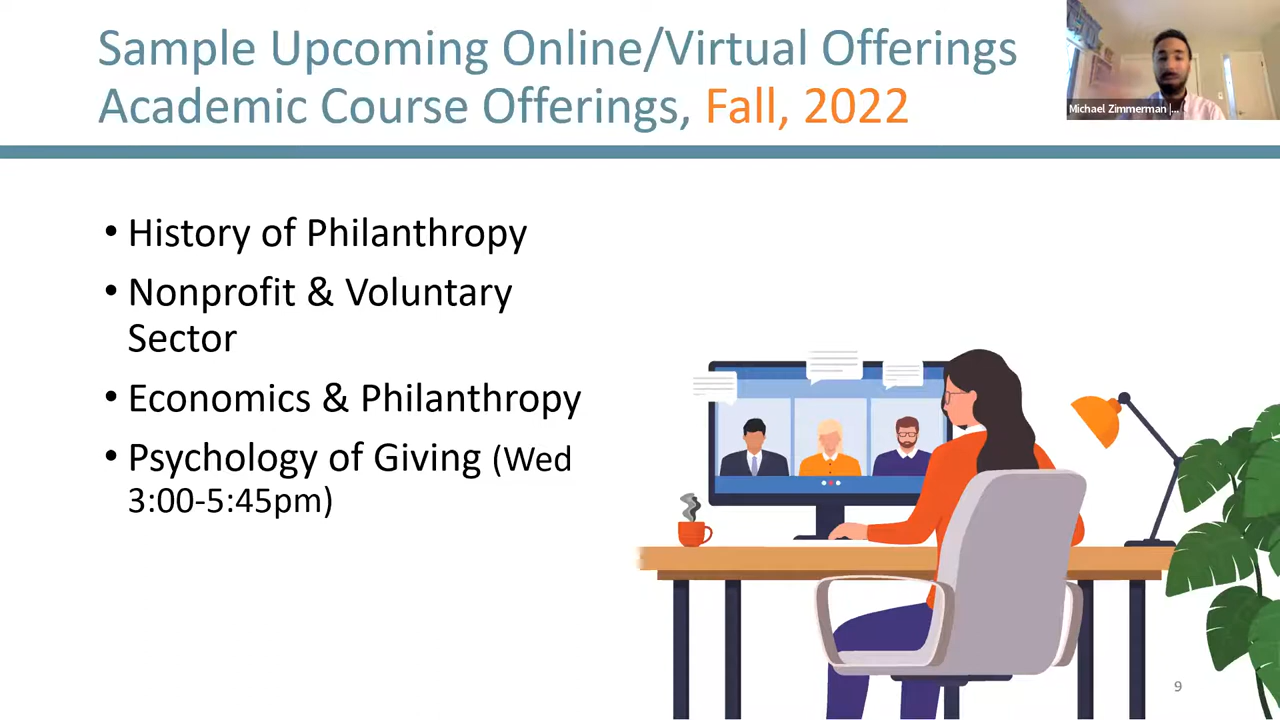 Sample Upcoming Online/Virtual Offerings
Academic Course Offerings, Fall, 2022
Michael Zimmerman |...
• History of Philanthropy
• Nonprofit & Voluntary
Sector
• Economics & Philanthropy
• Psychology of Giving (Wed
3:00-5:45pm)
9